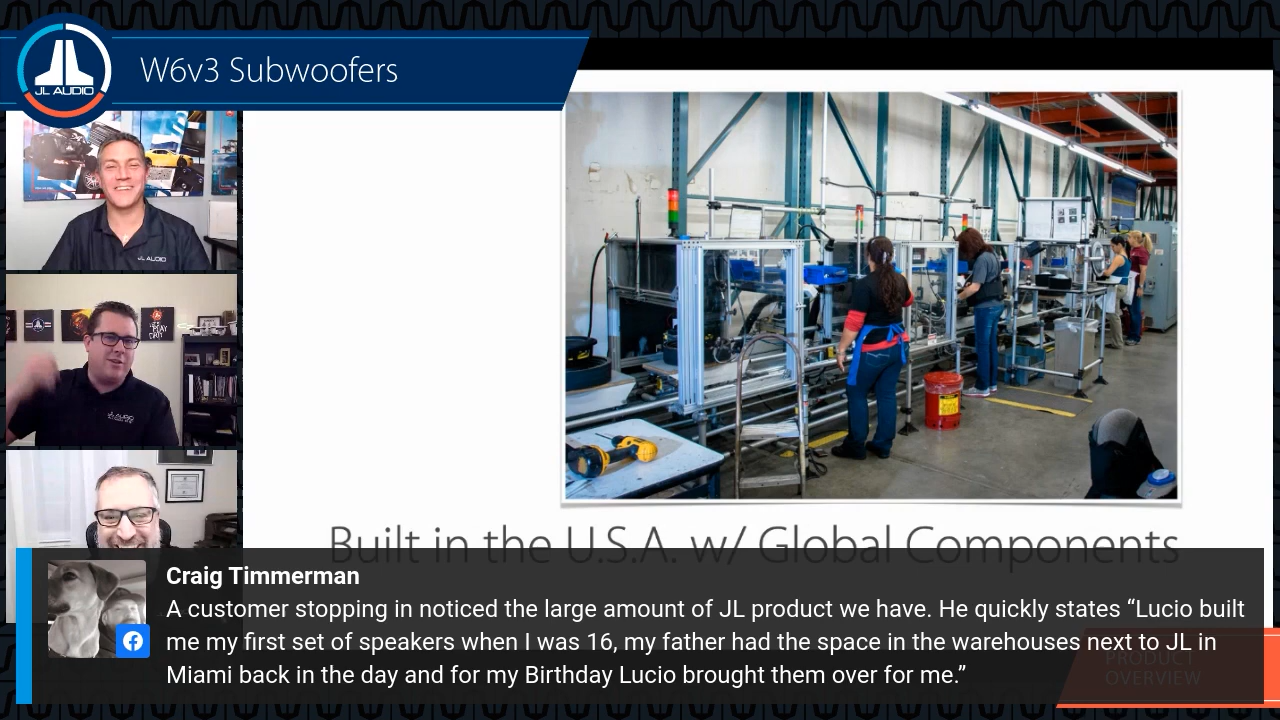 W6v3 Subwoofers
JL AUDIO
JL AUDIO
Built in the U.S.A. w/ Global Components
Craig Timmerman
A customer stopping in noticed the large amount of JL product we have. He quickly states “Lucio built
me my first set of speakers when I was 16, my father had the space in the warehouses next to JL in
Miami back in the day and for my Birthday Lucio brought them over for me.”
PRODUCT
OVERVIEW